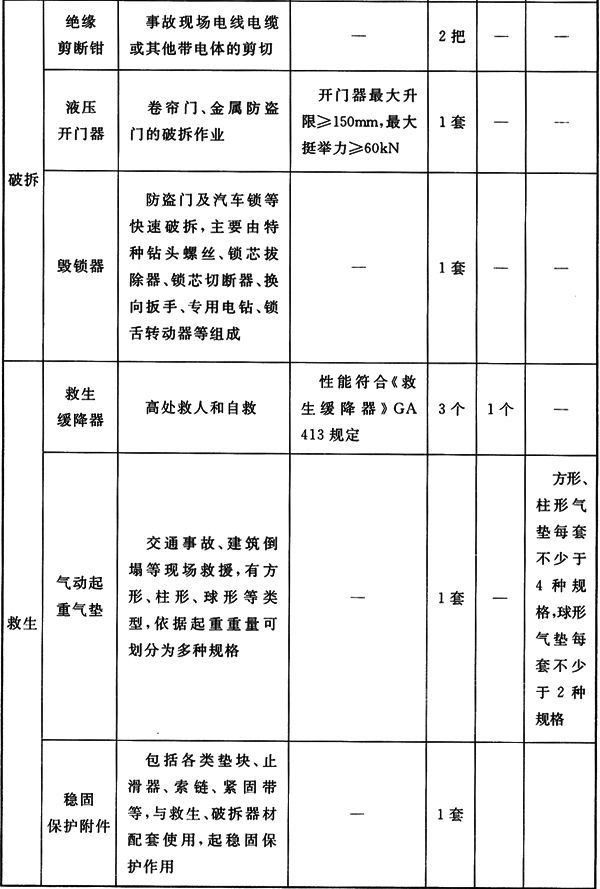 破拆
绝缘
剪断钳
事故现场电线电缆
或其他带电体的剪切
—
2把
—
—
液压
开门器
卷帘门、金属防盗
门的破拆作业
开门器最大升
限≥150mm,最大
挺举力≥60kN
1套
—
—
毁锁器
防盗门及汽车锁等
快速破拆,主要由特
种钻头螺丝、锁芯拔
除器、锁芯切断器、换
向扳手、专用电钻、锁
舌转动器等组成
—
1套
—
—
救生
救生
缓降器
高处救人和自救
性能符合《救
生缓降器》GA
413规定
3个
1个
—
气动起
重气垫
交通事故、建筑倒
塌等现场救援,有方
形、柱形、球形等类
型,依据起重重量可
划分为多种规格
—
1套
—
方形、
柱形气
垫每套
不少于
4种规
格,球形
气垫每
套不少
于2种
规格
稳固
保护附件
包括各类垫块、止
滑器、索链、紧固带
等,与救生、破拆器材
配套使用,起稳固保
护作用
—
1套